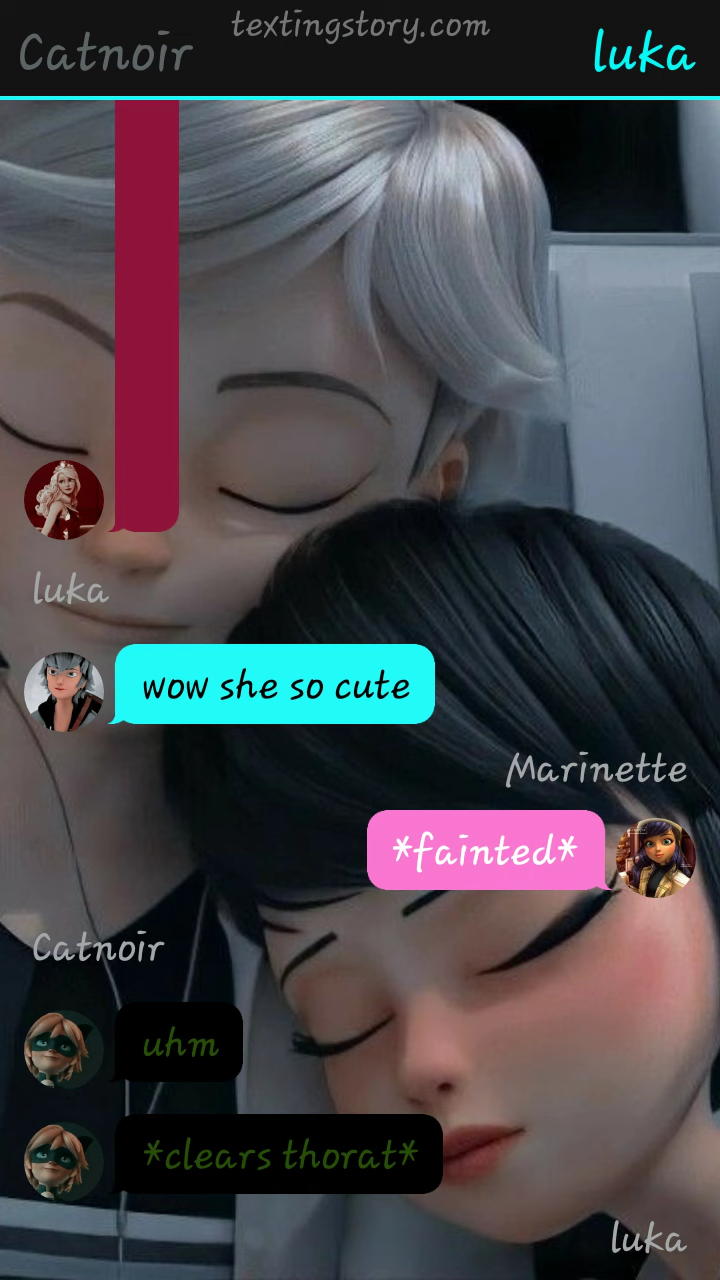 textingstory.com
Catnoir
luka
luka
wow she so cute
Marinette
*fainted*
Catnoir
uhm
*clears thorat*
luka